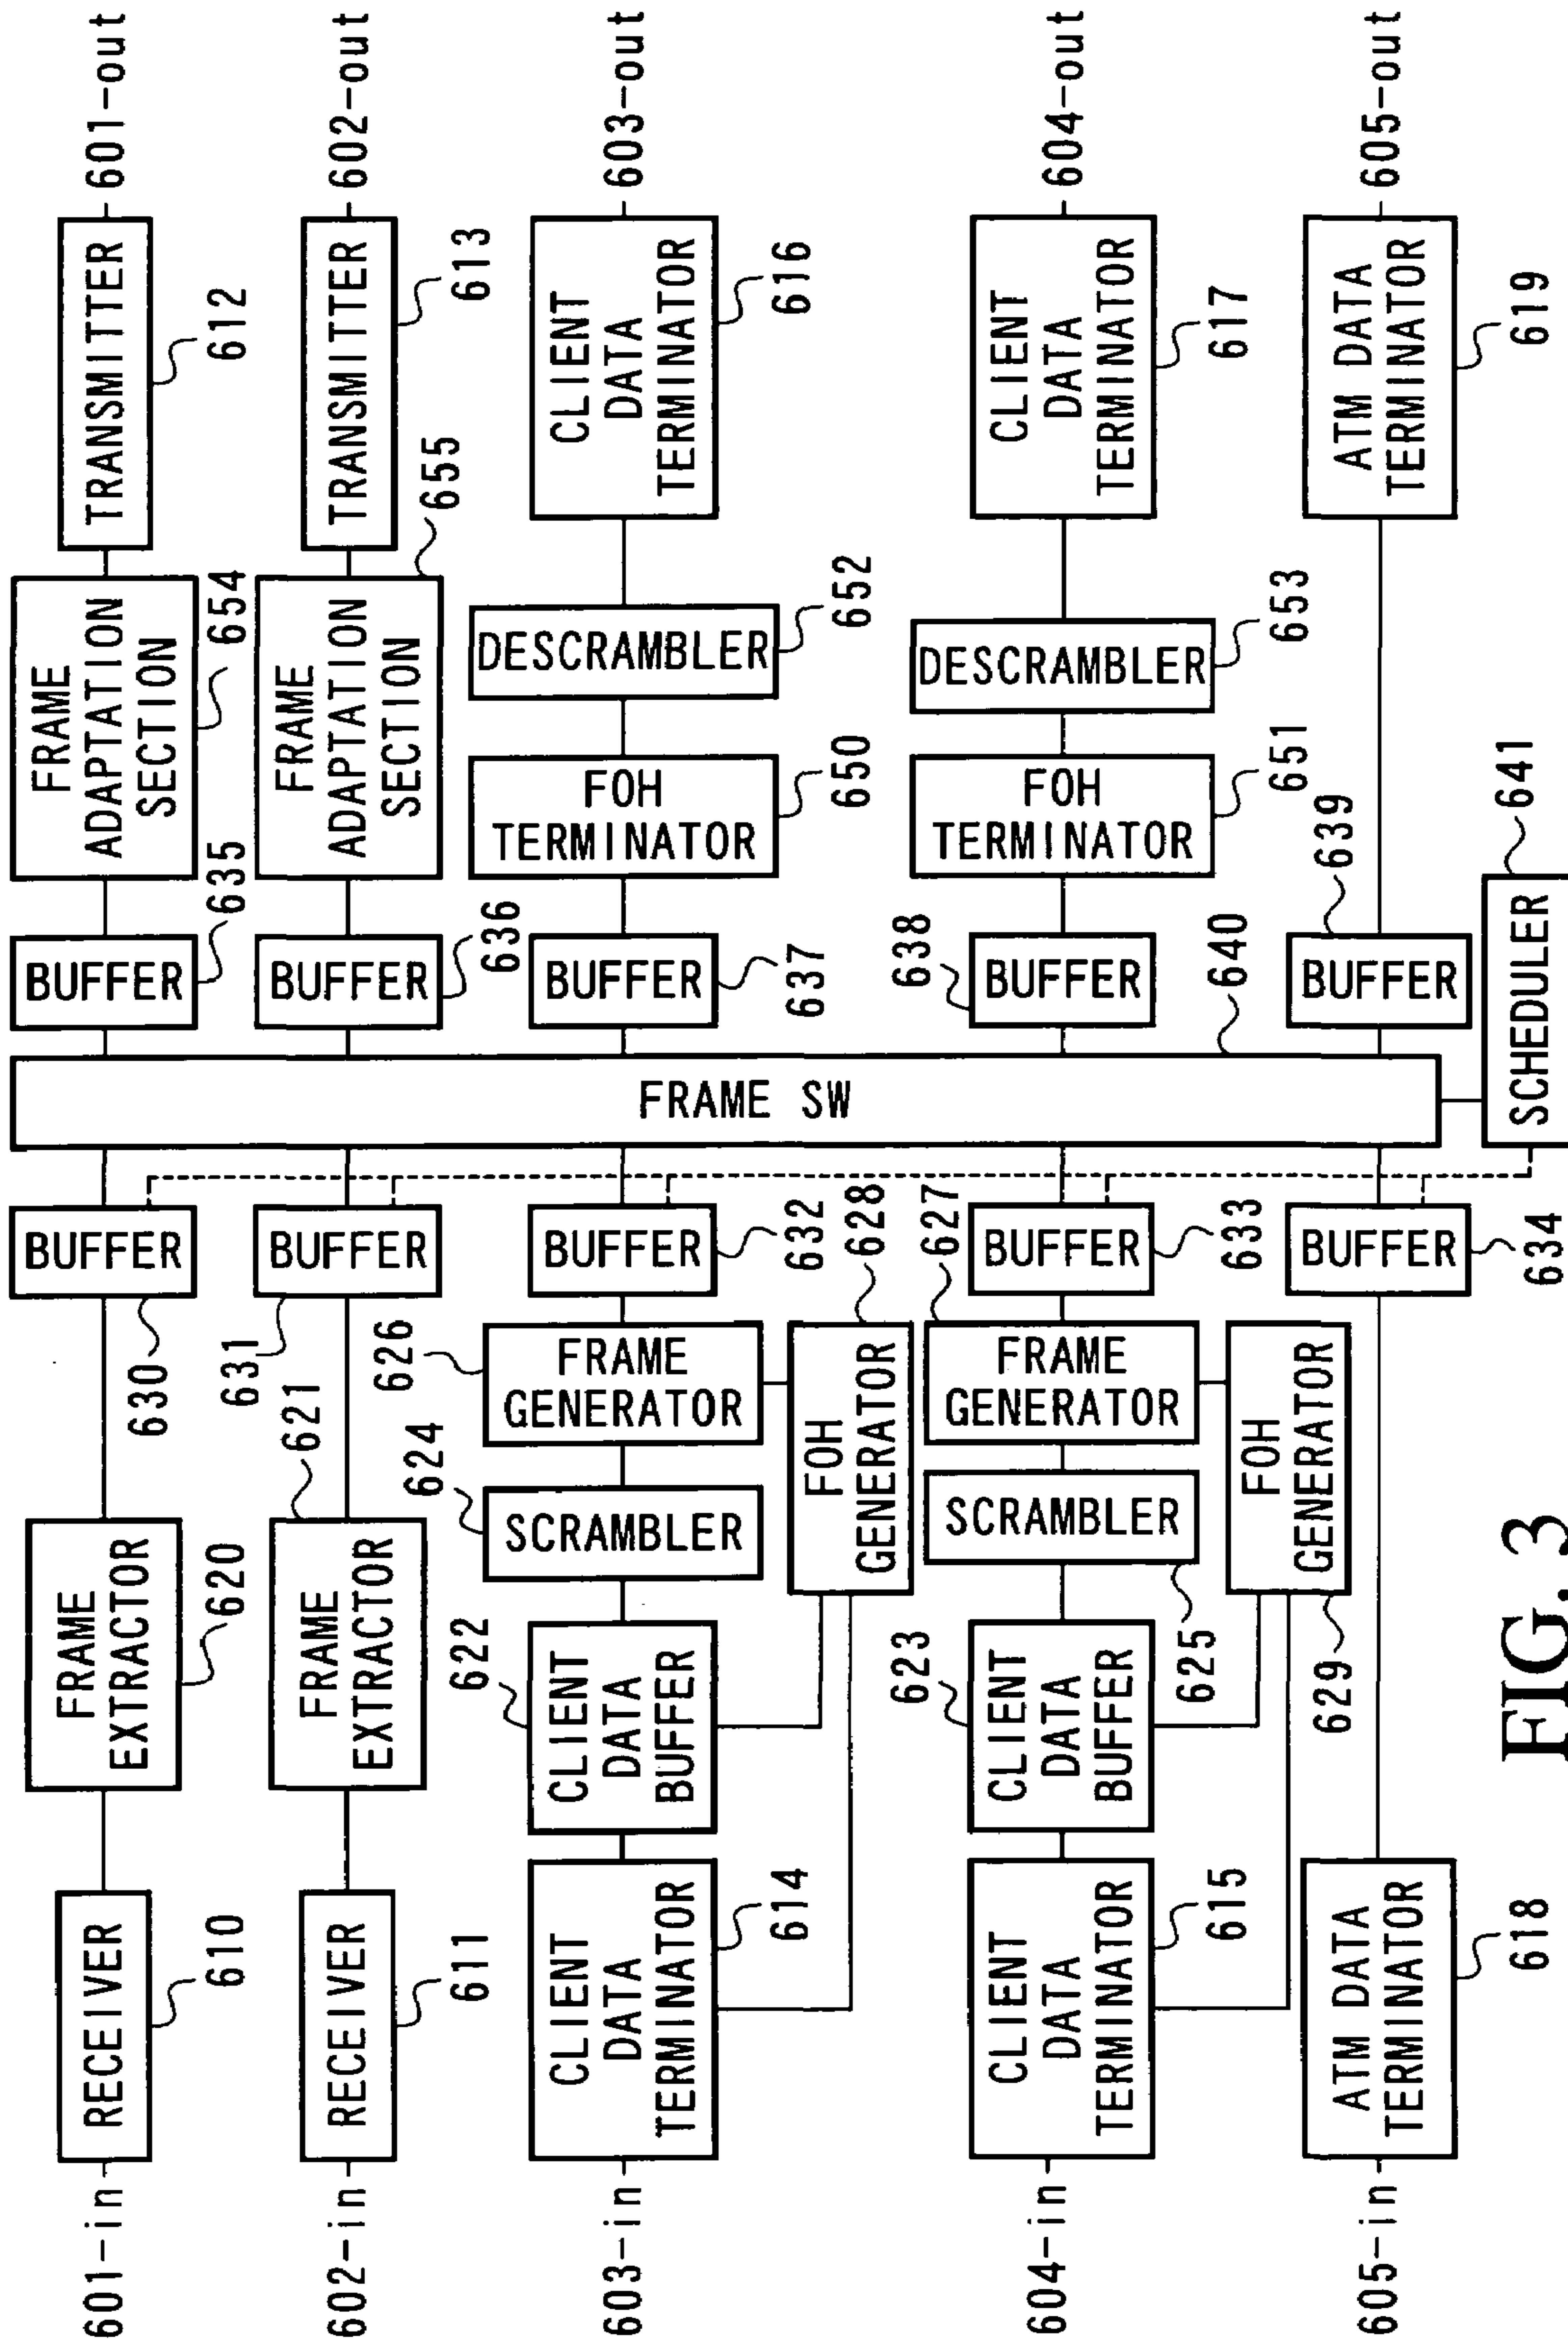 601-in
RECEIVER
610
FRAME
EXTRACTOR
620
BUFFER
630
BUFFER
635
FRAME
ADAPTATION
SECTION
654
TRANSMITTER
612
601-out
602-in
RECEIVER
611
FRAME
EXTRACTOR
621
BUFFER
631
BUFFER
636
FRAME
ADAPTATION
SECTION
655
TRANSMITTER
613
602-out
603-in
CLIENT
DATA
TERMINATOR
614
CLIENT
DATA
BUFFER
622
SCRAMBLER
624
FRAME
GENERATOR
626
FOH
GENERATOR
628
BUFFER
632
FRAME SW
640
BUFFER
637
FOH
TERMINATOR
650
DESCRAMBLER
652
CLIENT
DATA
TERMINATOR
616
603-out
604-in
CLIENT
DATA
TERMINATOR
615
CLIENT
DATA
BUFFER
623
SCRAMBLER
625
FRAME
GENERATOR
627
FOH
GENERATOR
629
BUFFER
633
BUFFER
638
FOH
TERMINATOR
651
DESCRAMBLER
653
CLIENT
DATA
TERMINATOR
617
604-out
605-in
ATM DATA
TERMINATOR
618
BUFFER
634
BUFFER
639
ATM DATA
TERMINATOR
619
605-out
SCHEDULER
641
FIG. 3